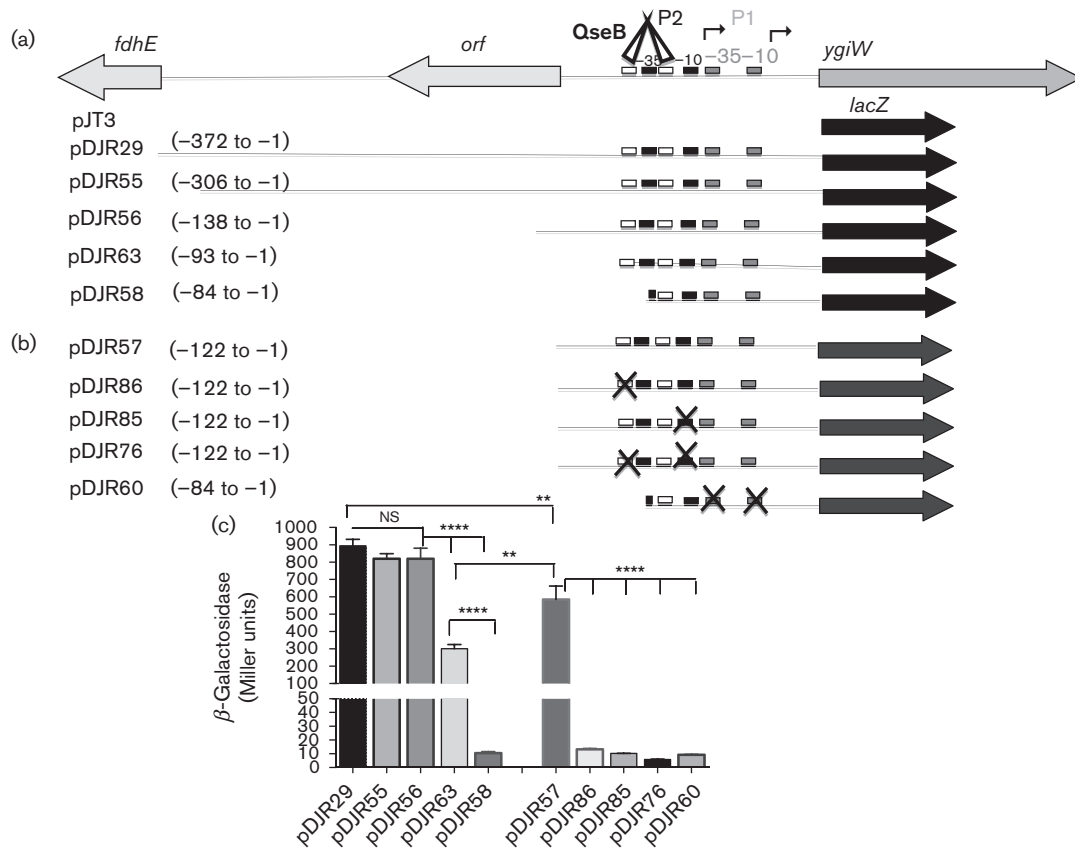 (a)
fdhE
orf
QseB
P2
P1
–35
–10
–35–10
ygiW
lacZ
pJT3
pDJR29 (–372 to –1)
pDJR55 (–306 to –1)
pDJR56 (–138 to –1)
pDJR63 (–93 to –1)
pDJR58 (–84 to –1)
(b)
pDJR57 (–122 to –1)
pDJR86 (–122 to –1)
pDJR85 (–122 to –1)
pDJR76 (–122 to –1)
pDJR60 (–84 to –1)
(c)
β-Galactosidase
(Miller units)
1000
900
800
700
600
500
400
300
200
100
50
40
30
20
10
0
**
NS
****
**
****
****
pDJR29
pDJR55
pDJR56
pDJR63
pDJR58
pDJR57
pDJR86
pDJR85
pDJR76
pDJR60